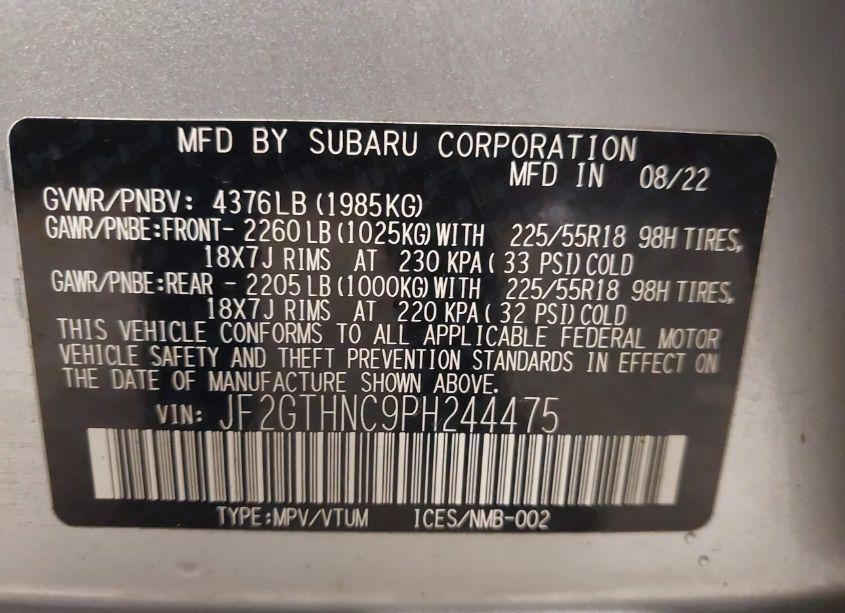 MFD BY SUBARU CORPORATION
MFD IN 08/22
GVWR/PNBV: 4376LB(1985KG)
GAWR/PNBE:FRONT- 2260LB(1025KG)WITH 225/55R18 98H TIRES,
18X7J RIMS AT 230 KPA( 33 PSI)COLD
GAWR/PNBE:REAR - 2205LB(1000KG)WITH 225/55R18 98H TIRES,
18X7J RIMS AT 220 KPA( 32 PSI)COLD
THIS VEHICLE CONFORMS TO ALL APPLICABLE FEDERAL MOTOR
VEHICLE SAFETY AND THEFT PREVENTION STANDARDS IN EFFECT ON
THE DATE OF MANUFACTURE SHOWN ABOVE.
VIN: JF2GTHNC9PH244475
TYPE:MPV/VTUM ICES/NMB-002